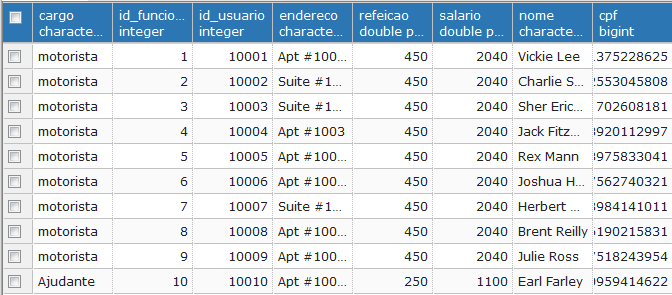 cargo id_funcio... id_usuario endereco refeicao salario nome cpf
characte... integer integer characte... double p... double p... characte... bigint
motorista 1 10001 Apt #100... 450 2040 Vickie Lee .375228625
motorista 2 10002 Suite #1... 450 2040 Charlie S... 2553045808
motorista 3 10003 Suite #1... 450 2040 Sher Eric... '702608181
motorista 4 10004 Apt #1003 450 2040 Jack Fitz... 920112997
motorista 5 10005 Apt #100... 450 2040 Rex Mann 975833041
motorista 6 10006 Apt #100... 450 2040 Joshua H... 7562740321
motorista 7 10007 Suite #1... 450 2040 Herbert ... 984141011
motorista 8 10008 Apt #100... 450 2040 Brent Reilly 190215831
motorista 9 10009 Apt #100... 450 2040 Julie Ross 7518243954
Ajudante 10 10010 Apt #100... 250 1100 Earl Farley 959414622